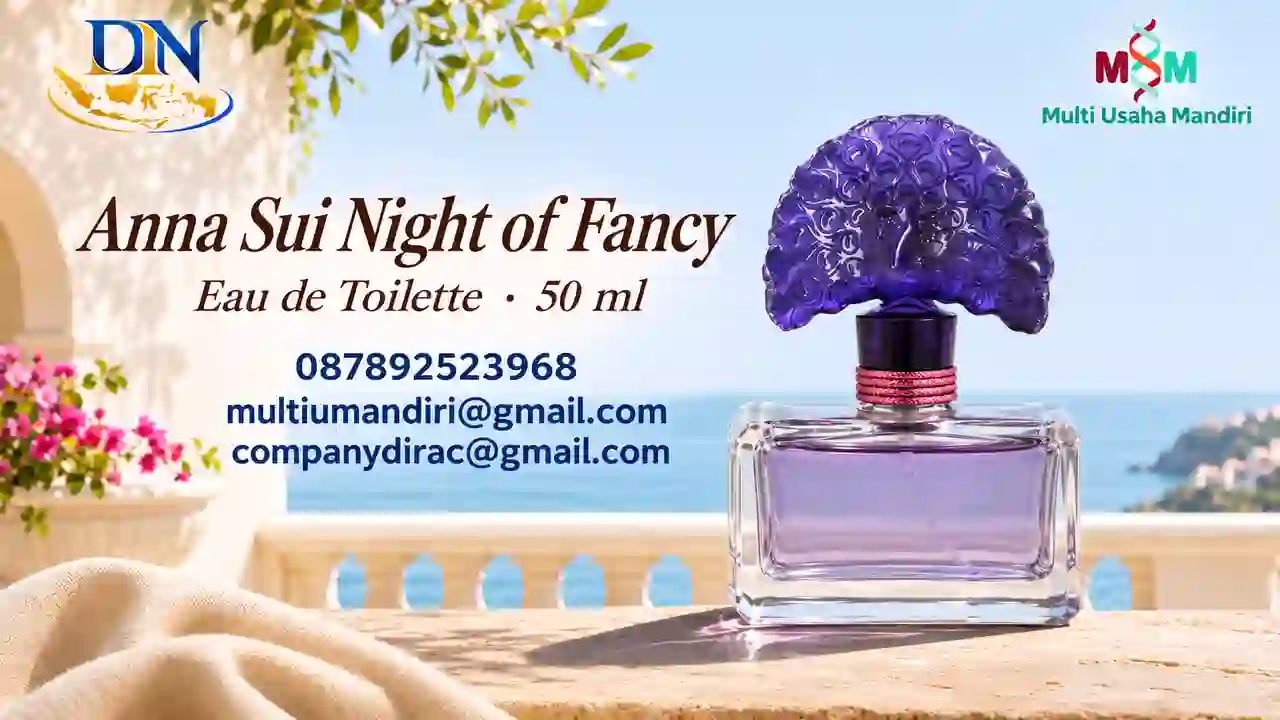 DN
MSM
Multi Usaha Mandiri
Anna Sui Night of Fancy
Eau de Toilette · 50 ml
087892523968
multiumandiri@gmail.com
companydirac@gmail.com